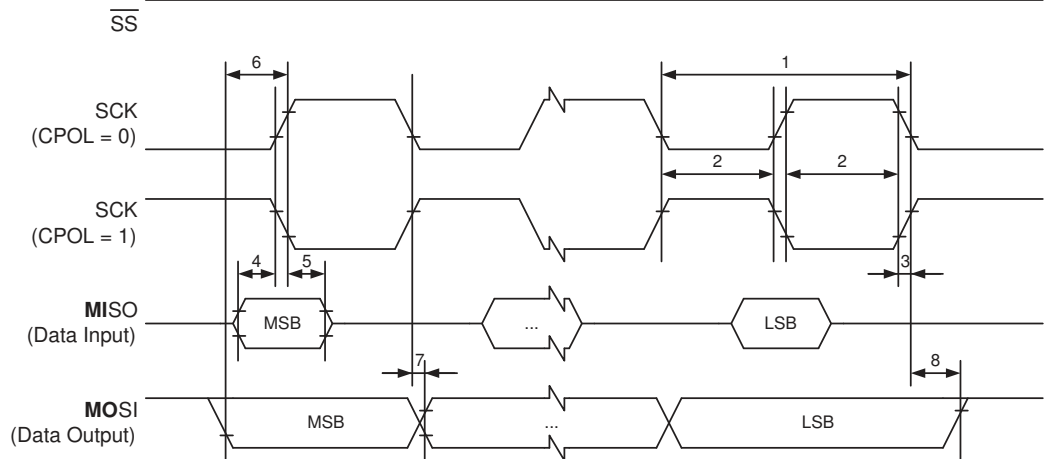 SS
6
1
SCK
(CPOL = 0)
2
2
SCK
(CPOL = 1)
4
5
3
MISO
(Data Input)
MSB
...
LSB
7
8
MOSI
(Data Output)
MSB
...
LSB